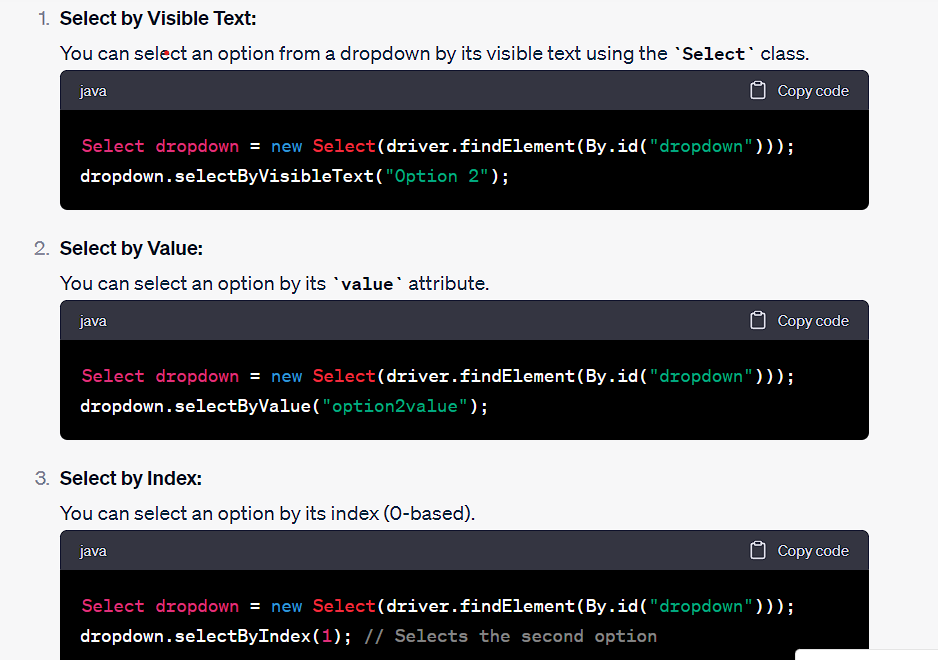 1. Select by Visible Text:
You can select an option from a dropdown by its visible text using the `Select` class.
java Copy code
Select dropdown = new Select(driver.findElement(By.id("dropdown")));
dropdown.selectByVisibleText("Option 2");
2. Select by Value:
You can select an option by its `value` attribute.
java Copy code
Select dropdown = new Select(driver.findElement(By.id("dropdown")));
dropdown.selectByValue("option2value");
3. Select by Index:
You can select an option by its index (0-based).
java Copy code
Select dropdown = new Select(driver.findElement(By.id("dropdown")));
dropdown.selectByIndex(1); // Selects the second option